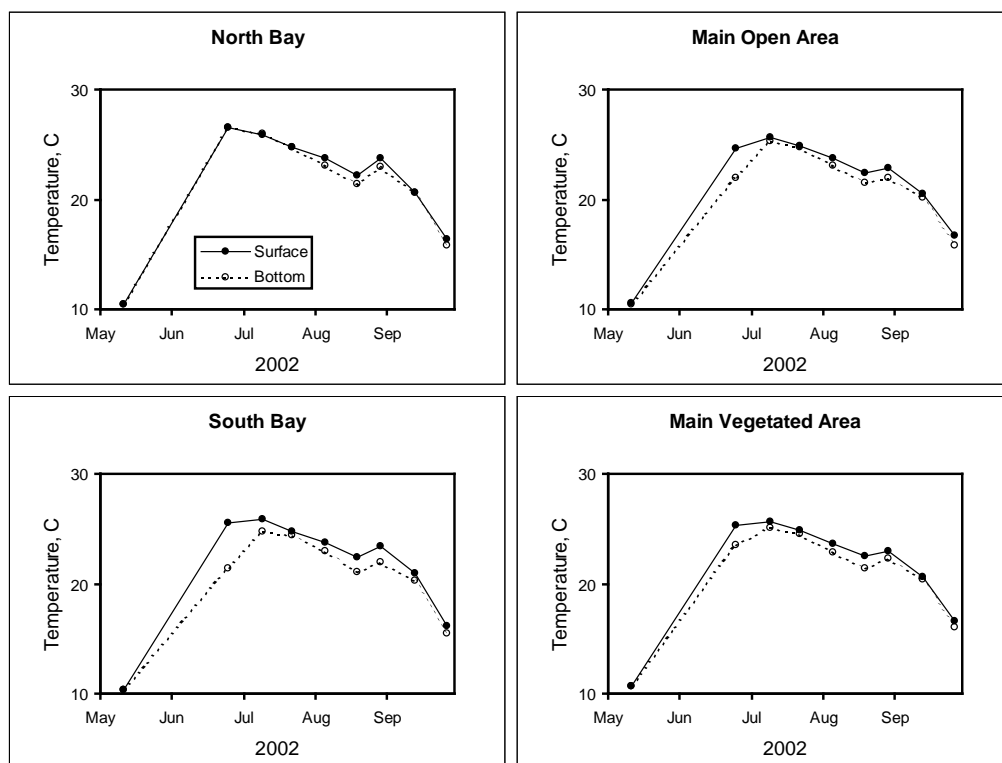 North Bay
Temperature, C
30
20
10
Surface
Bottom
May Jun Jul Aug Sep
2002
Main Open Area
Temperature, C
30
20
10
May Jun Jul Aug Sep
2002
South Bay
Temperature, C
30
20
10
May Jun Jul Aug Sep
2002
Main Vegetated Area
Temperature, C
30
20
10
May Jun Jul Aug Sep
2002